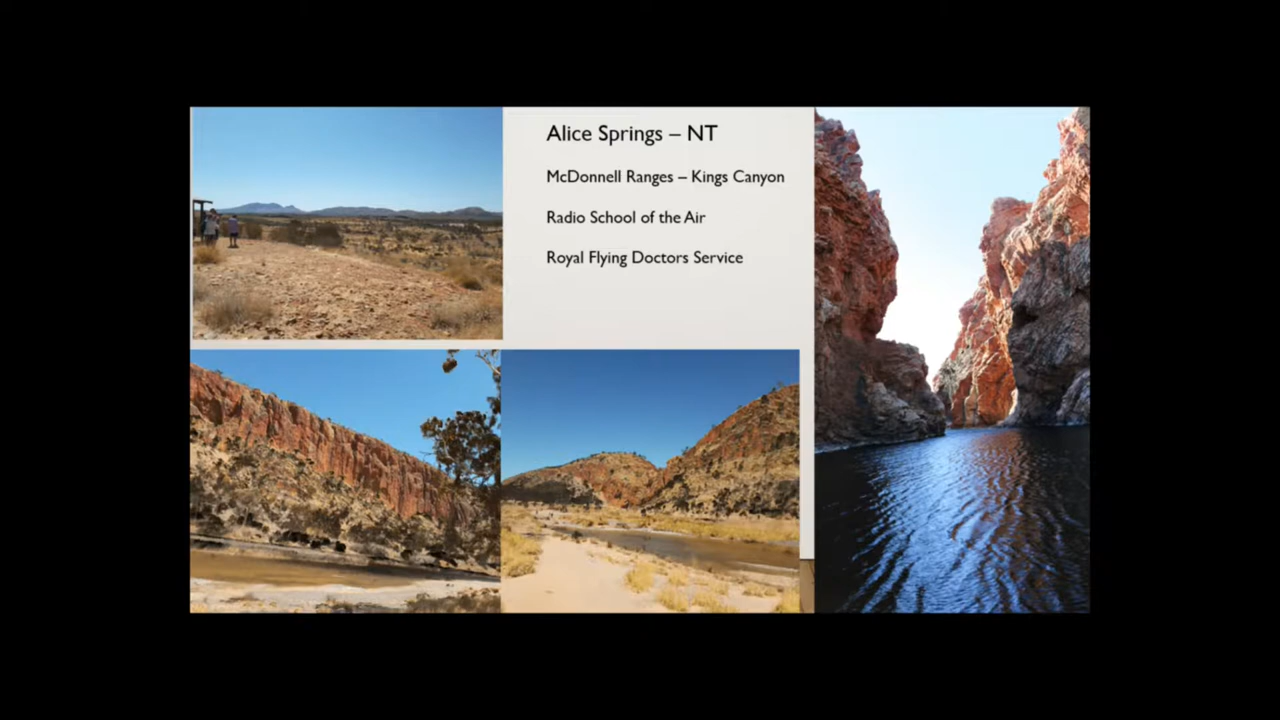 Alice Springs – NT
McDonnell Ranges – Kings Canyon
Radio School of the Air
Royal Flying Doctors Service